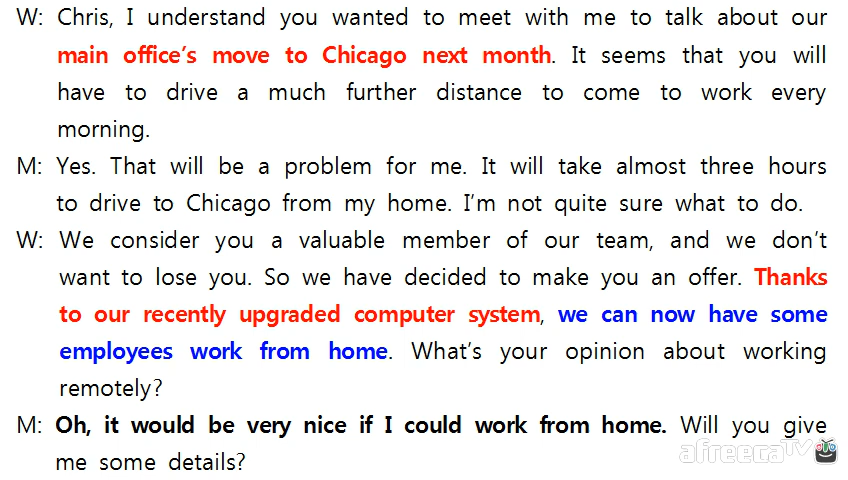 W: Chris, I understand you wanted to meet with me to talk about our
main office's move to Chicago next month. It seems that you will
have to drive a much further distance to come to work every
morning.
M: Yes. That will be a problem for me. It will take almost three hours
to drive to Chicago from my home. I'm not quite sure what to do.
W: We consider you a valuable member of our team, and we don't
want to lose you. So we have decided to make you an offer. Thanks
to our recently upgraded computer system, we can now have some
employees work from home. What's your opinion about working
remotely?
M: Oh, it would be very nice if I could work from home. Will you give
me some details?
afreecaTV